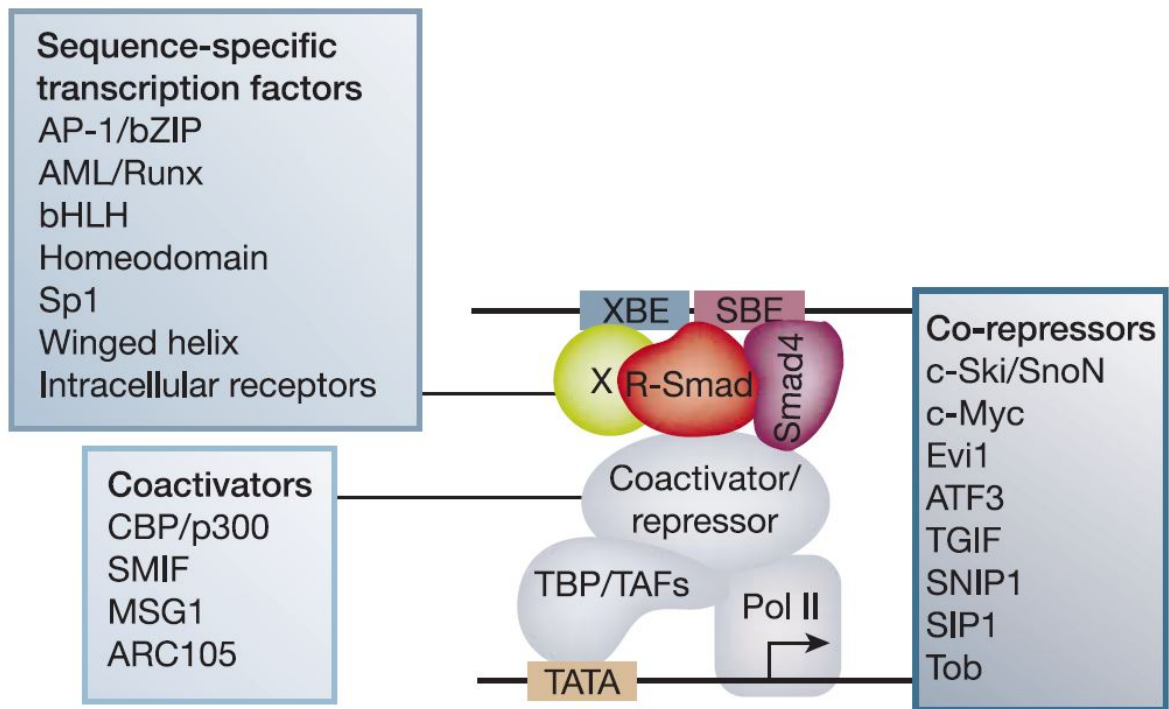 Sequence-specific
transcription factors
AP-1/bZIP
AML/Runx
bHLH
Homeodomain
Sp1
Winged helix
Intracellular receptors
Coactivators
CBP/p300
SMIF
MSG1
ARC105
XBE
SBE
X
R-Smad
Smad4
Coactivator/
repressor
TBP/TAFs
Pol II
TATA
Co-repressors
c-Ski/SnoN
c-Myc
Evi1
ATF3
TGIF
SNIP1
SIP1
Tob